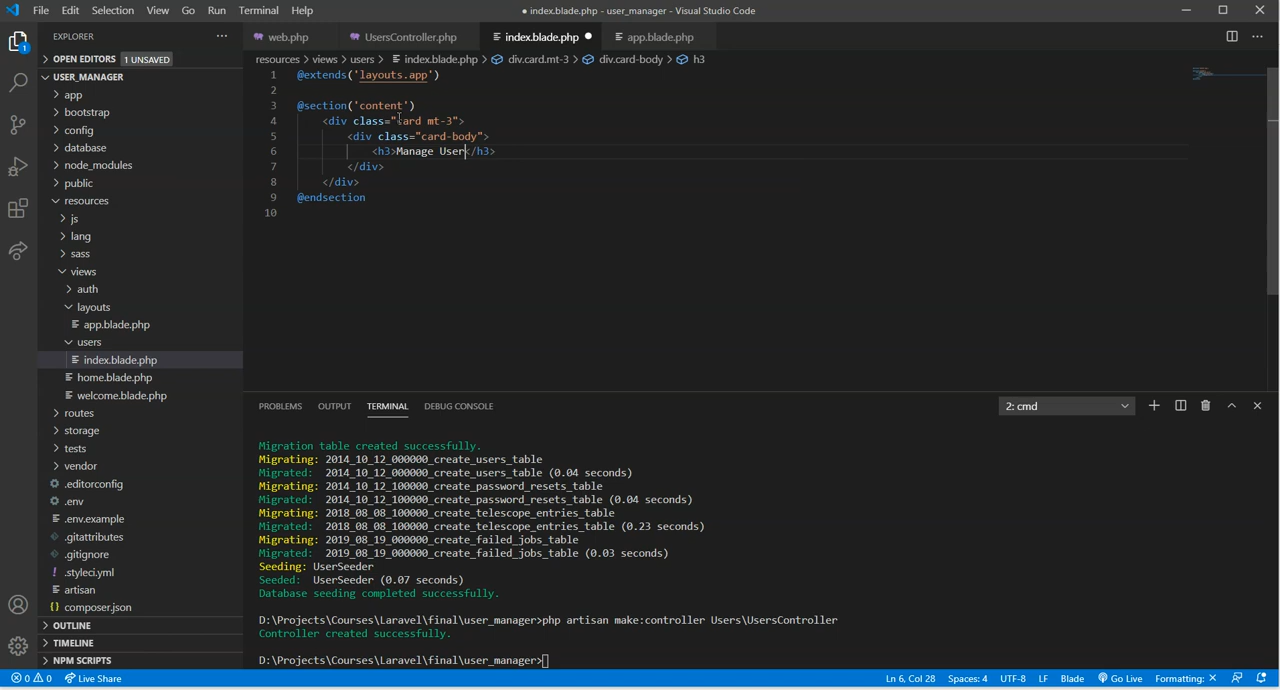 File Edit Selection View Go Run Terminal Help
● index.blade.php - user_manager - Visual Studio Code
EXPLORER ···
web.php UsersController.php index.blade.php ● app.blade.php ···
1
OPEN EDITORS 1 UNSAVED
USER_MANAGER
app
bootstrap
config
database
node_modules
public
resources
js
lang
sass
views
auth
layouts
app.blade.php
users
index.blade.php
home.blade.php
welcome.blade.php
routes
storage
tests
vendor
.editorconfig
.env
.env.example
.gitattributes
.gitignore
! .styleci.yml
artisan
{} composer.json
OUTLINE
TIMELINE
NPM SCRIPTS
resources > views > users > index.blade.php > div.card.mt-3 > div.card-body > h3
1 @extends('layouts.app')
2
3 @section('content')
4 <div class="card mt-3">
5 <div class="card-body">
6 <h3>Manage User</h3>
7 </div>
8 </div>
9 @endsection
10
PROBLEMS OUTPUT TERMINAL DEBUG CONSOLE 2: cmd
Migration table created successfully.
Migrating: 2014_10_12_000000_create_users_table
Migrated: 2014_10_12_000000_create_users_table (0.04 seconds)
Migrating: 2014_10_12_100000_create_password_resets_table
Migrated: 2014_10_12_100000_create_password_resets_table (0.04 seconds)
Migrating: 2018_08_08_100000_create_telescope_entries_table
Migrated: 2018_08_08_100000_create_telescope_entries_table (0.23 seconds)
Migrating: 2019_08_19_000000_create_failed_jobs_table
Migrated: 2019_08_19_000000_create_failed_jobs_table (0.03 seconds)
Seeding: UserSeeder
Seeded: UserSeeder (0.07 seconds)
Database seeding completed successfully.
D:\Projects\Courses\Laravel\final\user_manager>php artisan make:controller Users\UsersController
Controller created successfully.
D:\Projects\Courses\Laravel\final\user_manager>
0 0 Live Share Ln 6, Col 28 Spaces: 4 UTF-8 LF Blade Go Live Formatting: ✕